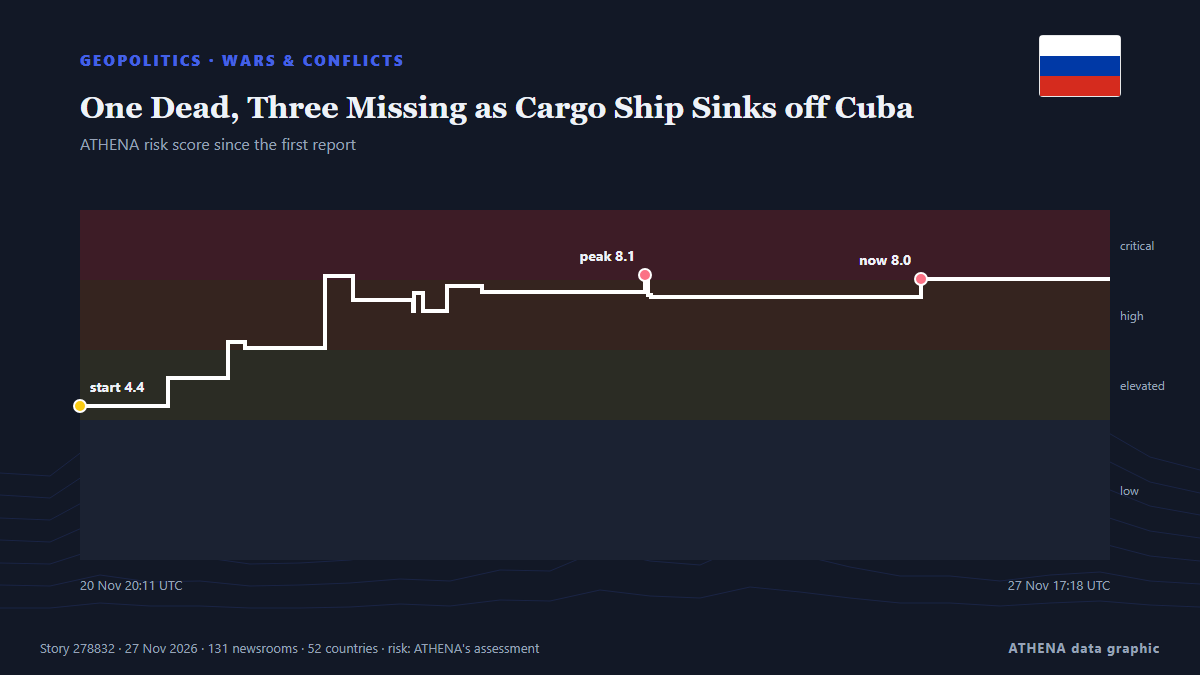 GEOPOLITICS · WARS & CONFLICTS
One Dead, Three Missing as Cargo Ship Sinks off Cuba
ATHENA risk score since the first report
critical
peak 8.1
now 8.0
high
start 4.4
elevated
low
20 Nov 20:11 UTC
27 Nov 17:18 UTC
Story 278832 · 27 Nov 2026 · 131 newsrooms · 52 countries · risk: ATHENA's assessment
ATHENA data graphic